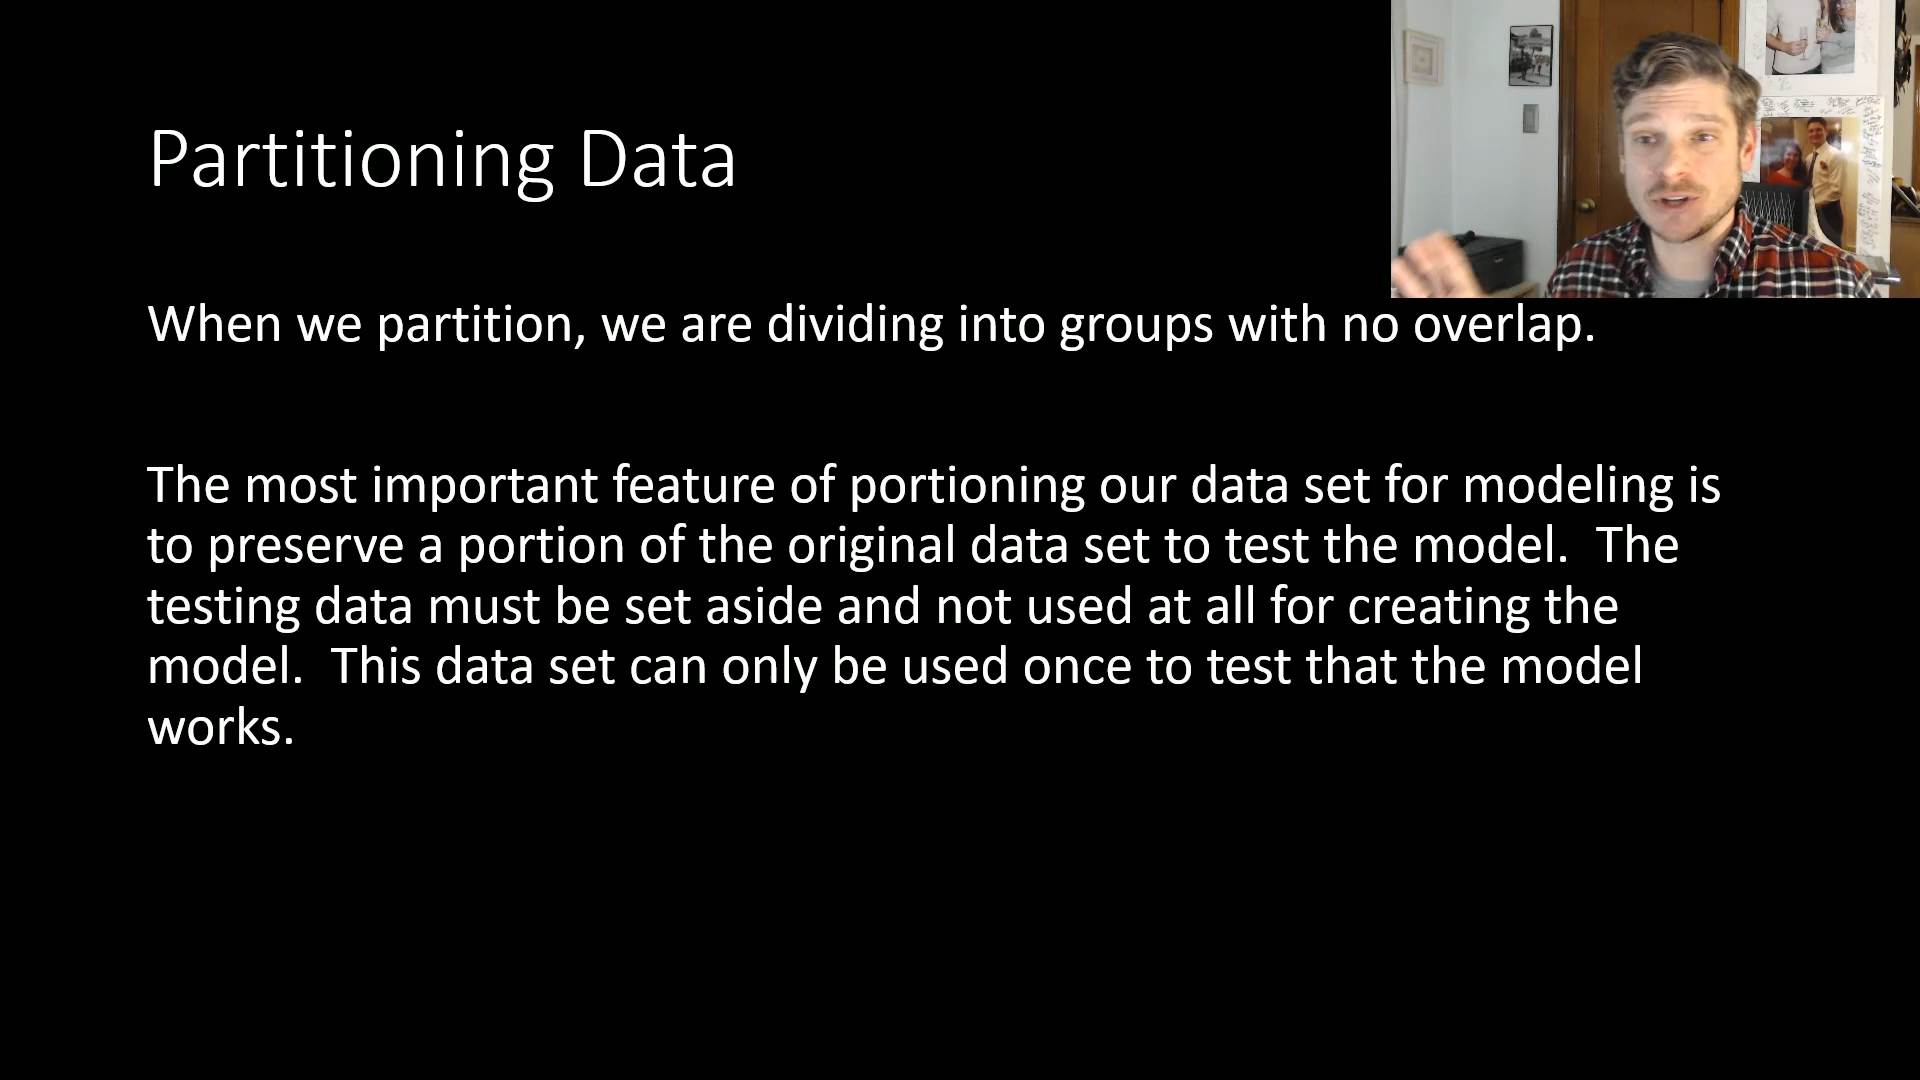 Partitioning Data
When we partition, we are dividing into groups with no overlap.
The most important feature of portioning our data set for modeling is
to preserve a portion of the original data set to test the model.  The
testing data must be set aside and not used at all for creating the
model.  This data set can only be used once to test that the model
works.